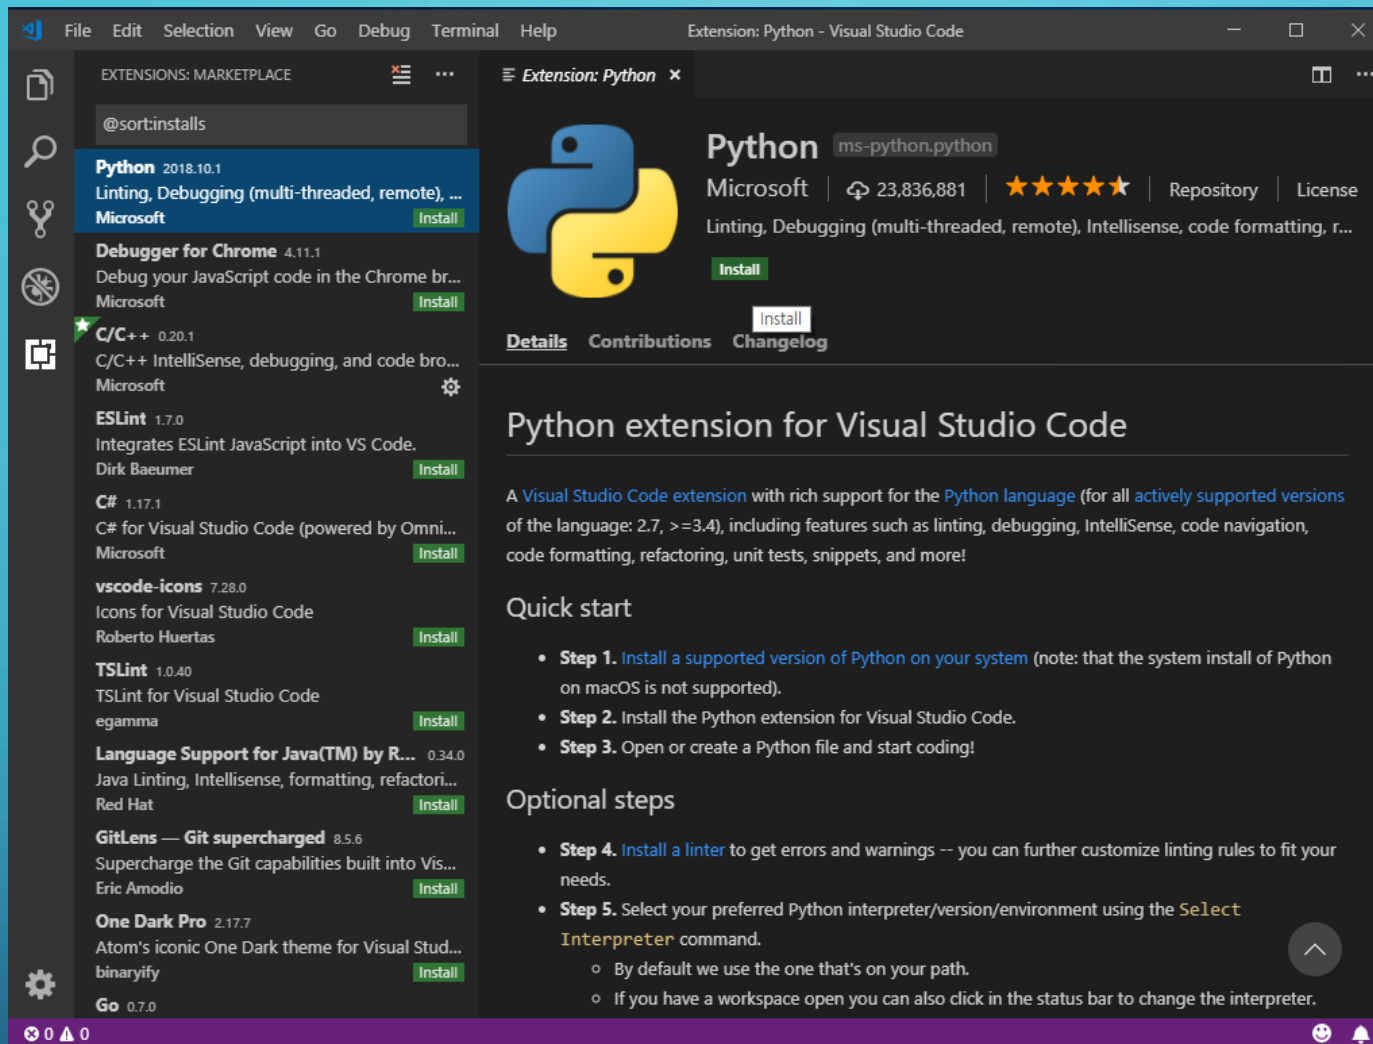 File Edit Selection View Go Debug Terminal Help Extension: Python - Visual Studio Code
EXTENSIONS: MARKETPLACE
@sort:installs
Python 2018.10.1
Linting, Debugging (multi-threaded, remote), ...
Microsoft Install
Debugger for Chrome 4.11.1
Debug your JavaScript code in the Chrome br...
Microsoft Install
C/C++ 0.20.1
C/C++ IntelliSense, debugging, and code bro...
Microsoft
ESLint 1.7.0
Integrates ESLint JavaScript into VS Code.
Dirk Baeumer Install
C# 1.17.1
C# for Visual Studio Code (powered by Omni...
Microsoft Install
vscode-icons 7.28.0
Icons for Visual Studio Code
Roberto Huertas Install
TSLint 1.0.40
TSLint for Visual Studio Code
egamma Install
Language Support for Java(TM) by R... 0.34.0
Java Linting, Intellisense, formatting, refactori...
Red Hat Install
GitLens — Git supercharged 8.5.6
Supercharge the Git capabilities built into Vis...
Eric Amodio Install
One Dark Pro 2.17.7
Atom's iconic One Dark theme for Visual Stud...
binaryify Install
Go 0.7.0
Extension: Python
Python ms-python.python
Microsoft 23,836,881 Repository License
Linting, Debugging (multi-threaded, remote), Intellisense, code formatting, r...
Install
Install
Details Contributions Changelog
Python extension for Visual Studio Code
A Visual Studio Code extension with rich support for the Python language (for all actively supported versions
of the language: 2.7, >=3.4), including features such as linting, debugging, IntelliSense, code navigation,
code formatting, refactoring, unit tests, snippets, and more!
Quick start
• Step 1. Install a supported version of Python on your system (note: that the system install of Python
on macOS is not supported).
• Step 2. Install the Python extension for Visual Studio Code.
• Step 3. Open or create a Python file and start coding!
Optional steps
• Step 4. Install a linter to get errors and warnings -- you can further customize linting rules to fit your
needs.
• Step 5. Select your preferred Python interpreter/version/environment using the Select
Interpreter command.
○ By default we use the one that's on your path.
○ If you have a workspace open you can also click in the status bar to change the interpreter.
0 0